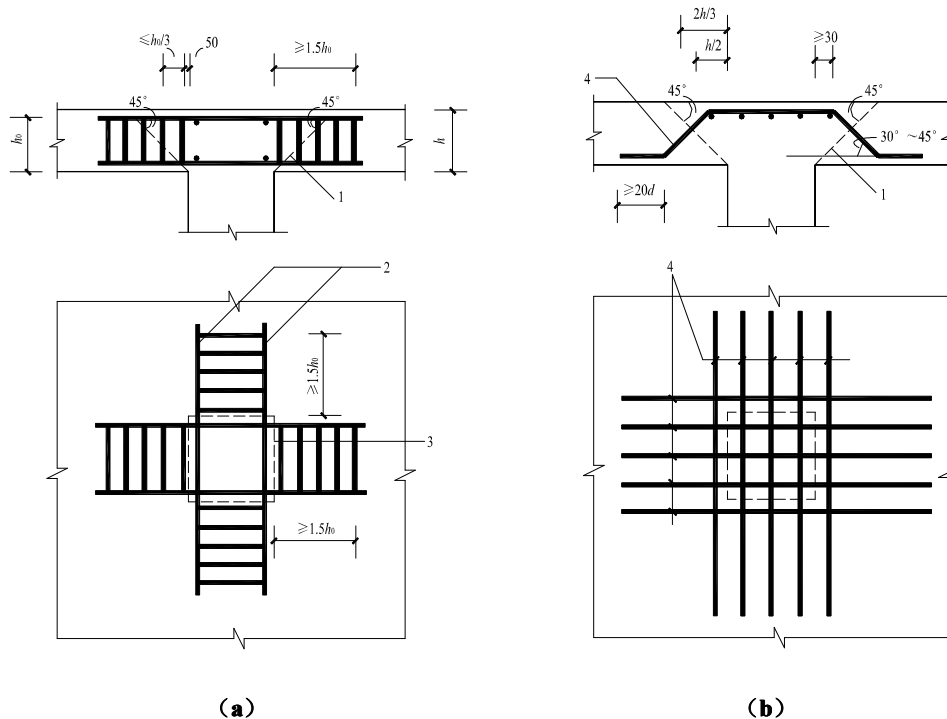 ≤h₀/3 50 ≥1.5h₀
45° 45°
h₀ h
1
2
≥1.5h₀
3
≥1.5h₀
(a)
2h/3 ≥30
h/2
4 45° 45°
30°～45°
≥20d 1
4
(b)